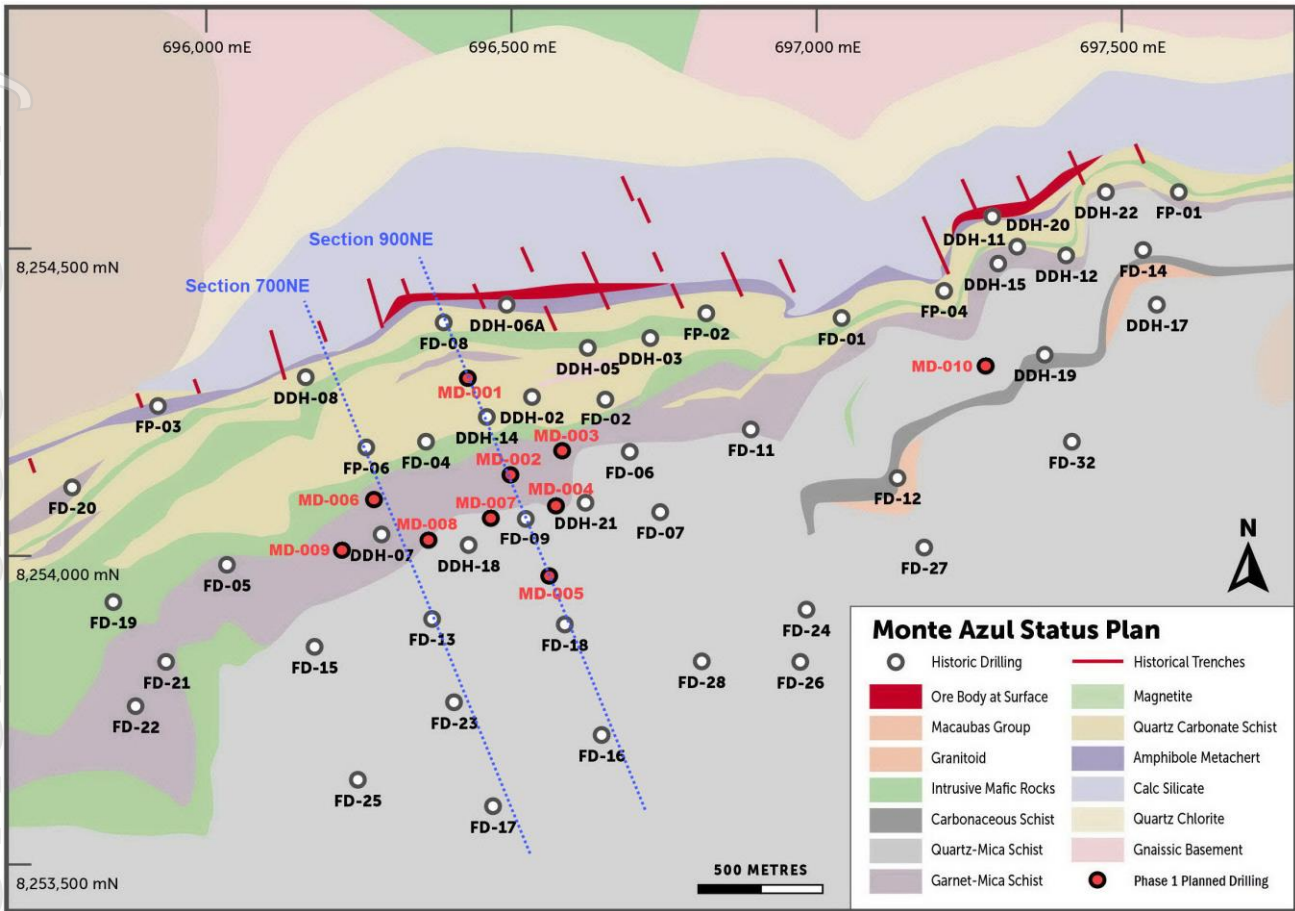 696,000 mE
696,500 mE
697,000 mE
697,500 mE
Section 900NE
Section 700NE
8,254,500 mN
8,254,000 mN
8,253,500 mN
DDH-22
FP-01
DDH-11
DDH-20
DDH-15
DDH-12
FD-14
FP-04
DDH-17
DDH-06A
FD-08
FP-02
FD-01
DDH-03
DDH-05
MD-010
DDH-19
DDH-08
MD-001
FP-03
DDH-02
FD-02
DDH-14
MD-003
FD-11
FD-32
FP-06
FD-04
MD-002
FD-06
FD-12
FD-20
MD-006
MD-004
MD-007
DDH-21
FD-07
MD-008
FD-09
MD-009
DDH-07
DDH-18
FD-27
FD-05
MD-005
FD-19
FD-13
FD-18
FD-24
FD-15
FD-21
FD-28
FD-26
FD-22
FD-23
FD-16
FD-25
FD-17
N
500 METRES
Monte Azul Status Plan
Historic Drilling
Historical Trenches
Ore Body at Surface
Magnetite
Macaubas Group
Quartz Carbonate Schist
Granitoid
Amphibole Metachert
Intrusive Mafic Rocks
Calc Silicate
Carbonaceous Schist
Quartz Chlorite
Quartz-Mica Schist
Gnaissic Basement
Garnet-Mica Schist
Phase 1 Planned Drilling